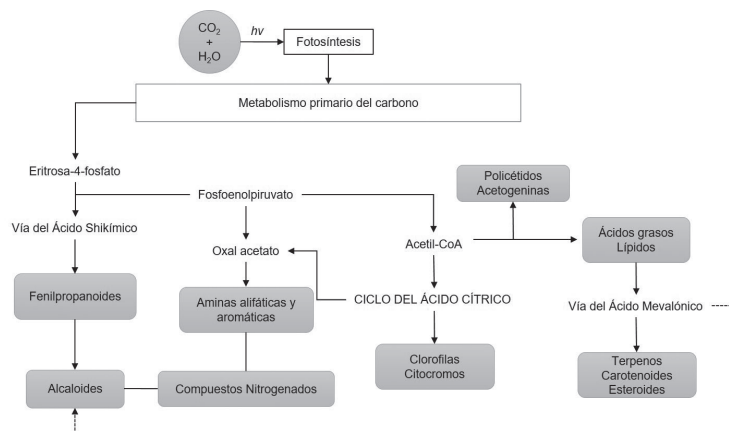 CO₂
+
H₂O
hv
Fotosíntesis
Metabolismo primario del carbono
Eritrosa-4-fosfato
Policétidos
Acetogeninas
Fosfoenolpiruvato
Vía del Ácido Shikímico
Oxal acetato
Acetil-CoA
Ácidos grasos
Lípidos
Fenilpropanoides
Aminas alifáticas y
aromáticas
CICLO DEL ÁCIDO CÍTRICO
Vía del Ácido Mevalónico
Alcaloides
Compuestos Nitrogenados
Clorofilas
Citocromos
Terpenos
Carotenoides
Esteroides